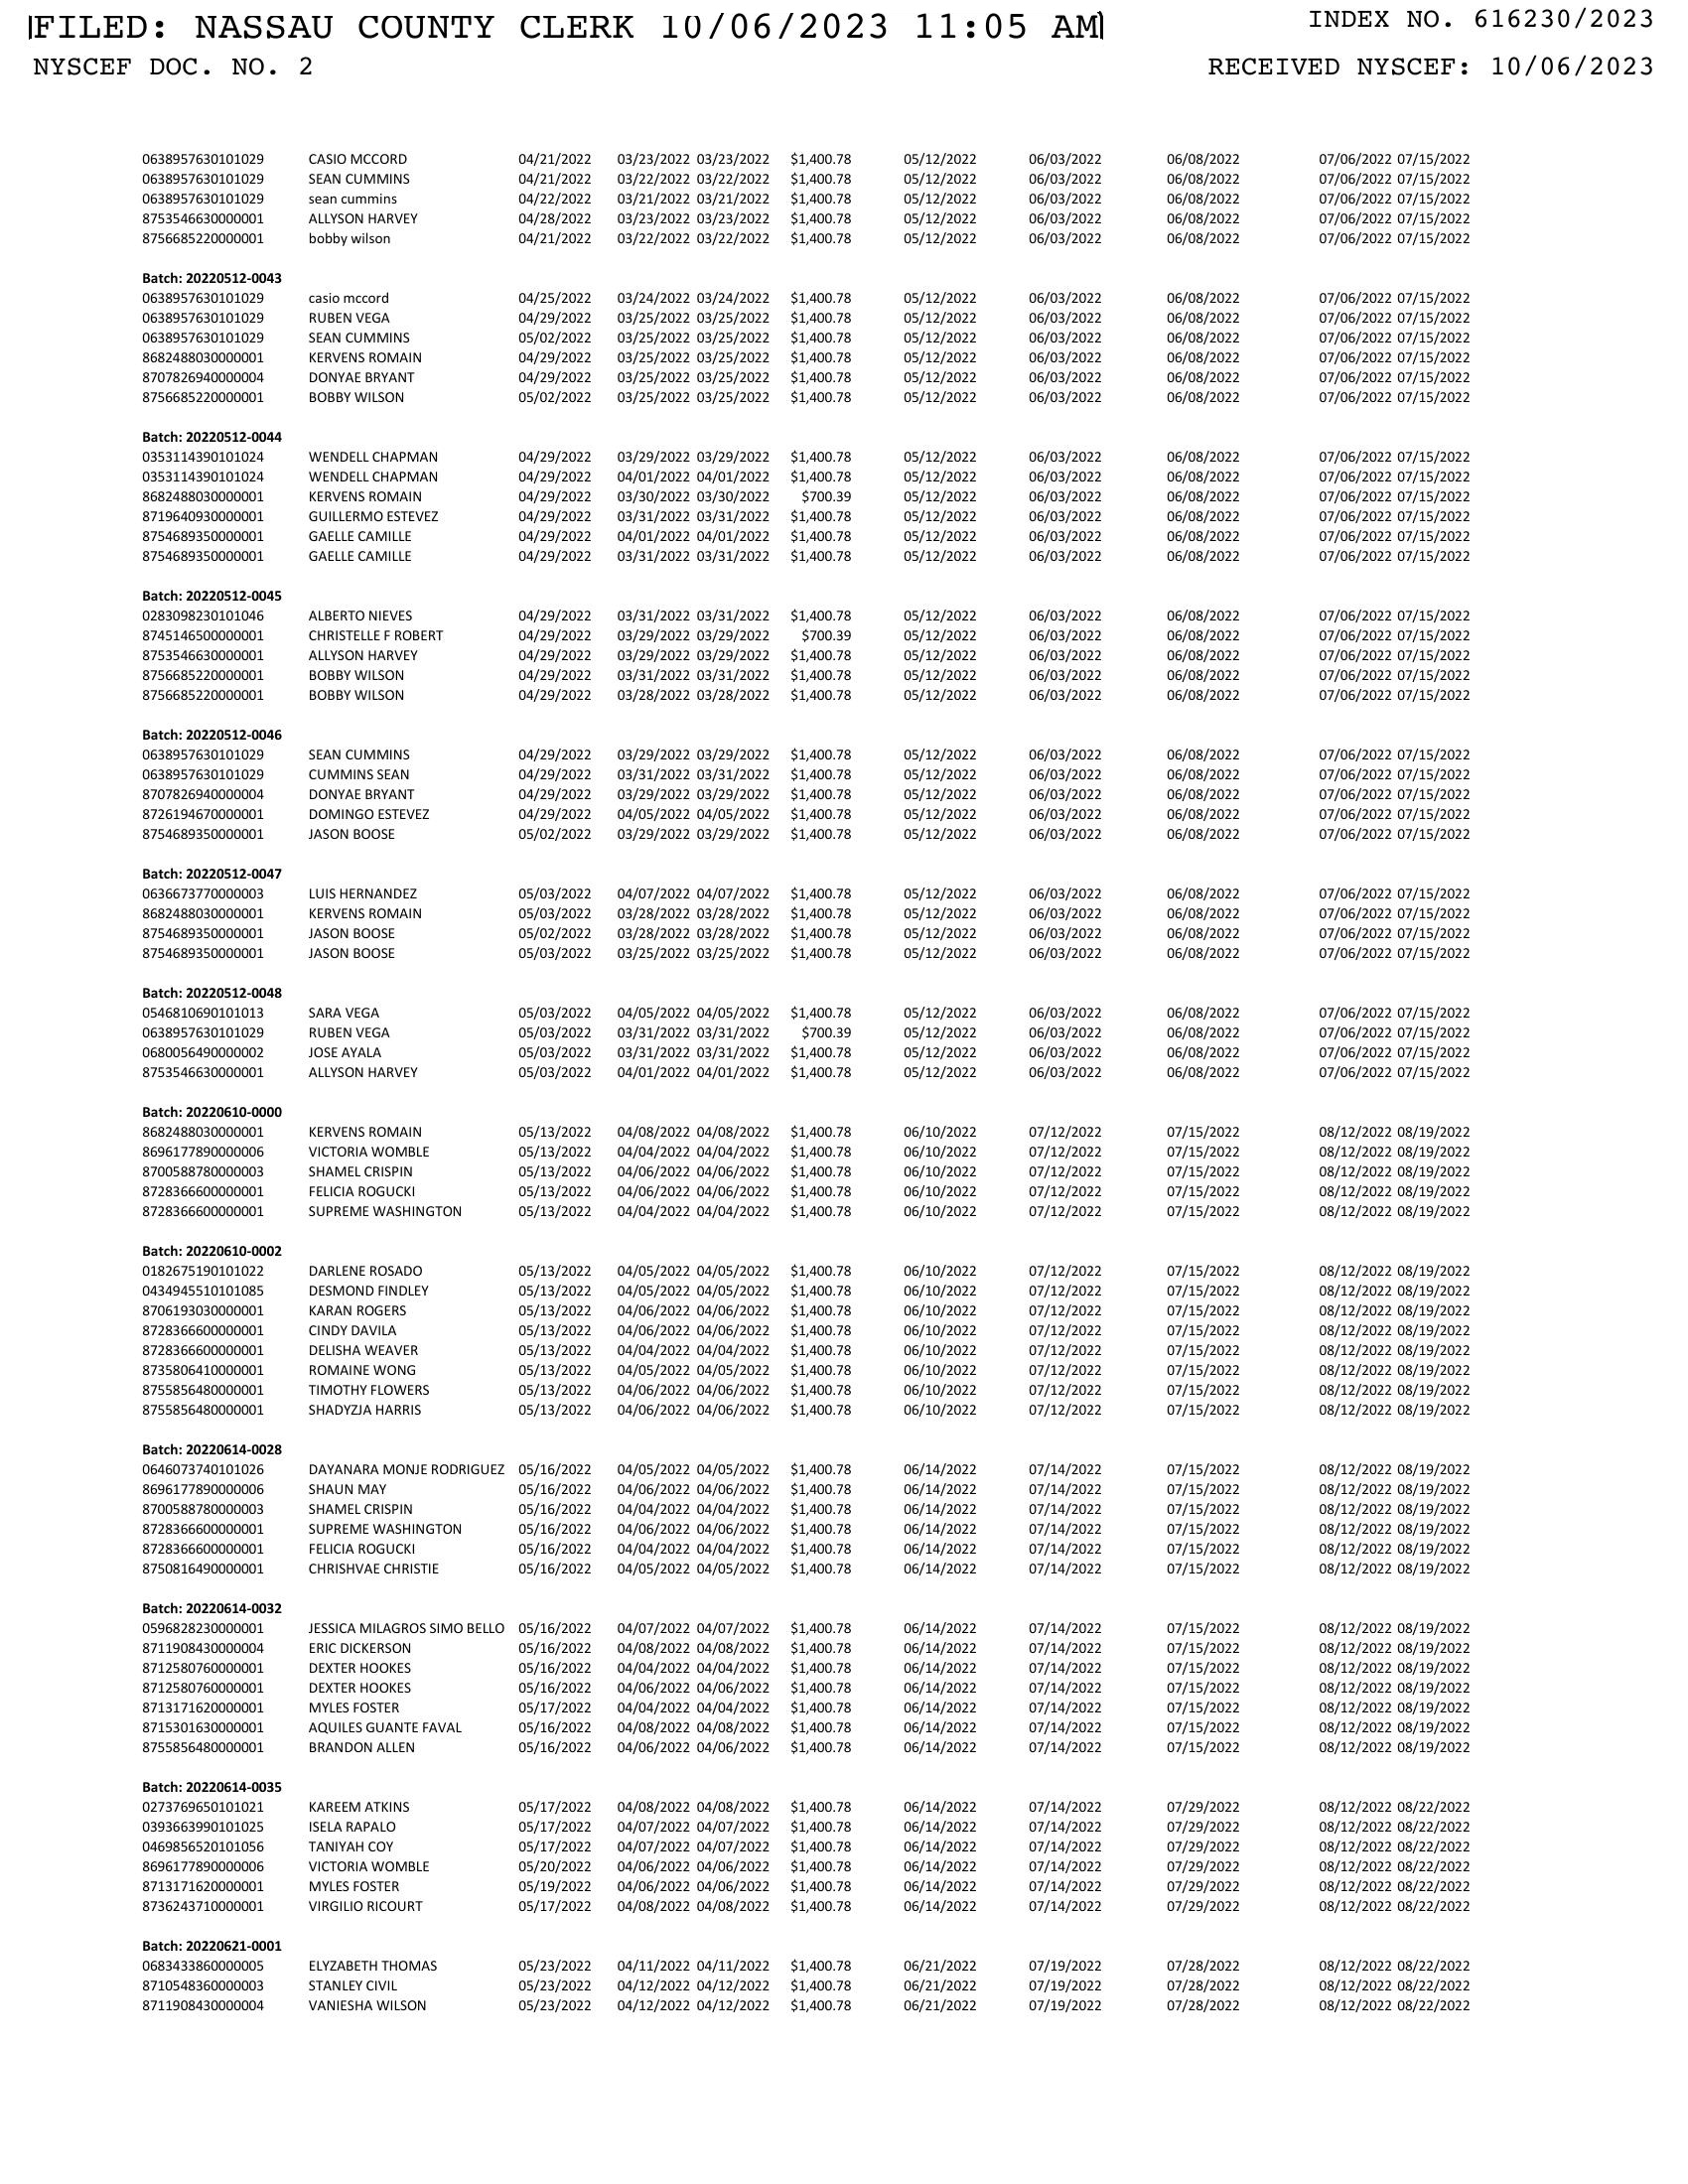 FILED: NASSAU COUNTY CLERK 10/06/2023 11:05 AM INDEX NO. 616230/2023
NYSCEF DOC. NO. 2 RECEIVED NYSCEF: 10/06/2023
0638957630101029 CASIO MCCORD 04/21/2022 03/23/2022 03/23/2022 $1,400.78 05/12/2022 06/03/2022 06/08/2022 07/06/2022 07/15/2022
0638957630101029 SEAN CUMMINS 04/21/2022 03/22/2022 03/22/2022 $1,400.78 05/12/2022 06/03/2022 06/08/2022 07/06/2022 07/15/2022
0638957630101029 sean cummins 04/22/2022 03/21/2022 03/21/2022 $1,400.78 05/12/2022 06/03/2022 06/08/2022 07/06/2022 07/15/2022
8753546630000001 ALLYSON HARVEY 04/28/2022 03/23/2022 03/23/2022 $1,400.78 05/12/2022 06/03/2022 06/08/2022 07/06/2022 07/15/2022
8756685220000001 bobby wilson 04/21/2022 03/22/2022 03/22/2022 $1,400.78 05/12/2022 06/03/2022 06/08/2022 07/06/2022 07/15/2022
Batch: 20220512-0043
0638957630101029 casio mccord 04/25/2022 03/24/2022 03/24/2022 $1,400.78 05/12/2022 06/03/2022 06/08/2022 07/06/2022 07/15/2022
0638957630101029 RUBEN VEGA 04/29/2022 03/25/2022 03/25/2022 $1,400.78 05/12/2022 06/03/2022 06/08/2022 07/06/2022 07/15/2022
0638957630101029 SEAN CUMMINS 05/02/2022 03/25/2022 03/25/2022 $1,400.78 05/12/2022 06/03/2022 06/08/2022 07/06/2022 07/15/2022
8682488030000001 KERVENS ROMAIN 04/29/2022 03/25/2022 03/25/2022 $1,400.78 05/12/2022 06/03/2022 06/08/2022 07/06/2022 07/15/2022
8707826940000004 DONYAE BRYANT 04/29/2022 03/25/2022 03/25/2022 $1,400.78 05/12/2022 06/03/2022 06/08/2022 07/06/2022 07/15/2022
8756685220000001 BOBBY WILSON 05/02/2022 03/25/2022 03/25/2022 $1,400.78 05/12/2022 06/03/2022 06/08/2022 07/06/2022 07/15/2022
Batch: 20220512-0044
0353114390101024 WENDELL CHAPMAN 04/29/2022 03/29/2022 03/29/2022 $1,400.78 05/12/2022 06/03/2022 06/08/2022 07/06/2022 07/15/2022
0353114390101024 WENDELL CHAPMAN 04/29/2022 04/01/2022 04/01/2022 $1,400.78 05/12/2022 06/03/2022 06/08/2022 07/06/2022 07/15/2022
8682488030000001 KERVENS ROMAIN 04/29/2022 03/30/2022 03/30/2022 $700.39 05/12/2022 06/03/2022 06/08/2022 07/06/2022 07/15/2022
8719640930000001 GUILLERMO ESTEVEZ 04/29/2022 03/31/2022 03/31/2022 $1,400.78 05/12/2022 06/03/2022 06/08/2022 07/06/2022 07/15/2022
8754689350000001 GAELLE CAMILLE 04/29/2022 04/01/2022 04/01/2022 $1,400.78 05/12/2022 06/03/2022 06/08/2022 07/06/2022 07/15/2022
8754689350000001 GAELLE CAMILLE 04/29/2022 03/31/2022 03/31/2022 $1,400.78 05/12/2022 06/03/2022 06/08/2022 07/06/2022 07/15/2022
Batch: 20220512-0045
0283098230101046 ALBERTO NIEVES 04/29/2022 03/31/2022 03/31/2022 $1,400.78 05/12/2022 06/03/2022 06/08/2022 07/06/2022 07/15/2022
8745146500000001 CHRISTELLE F ROBERT 04/29/2022 03/29/2022 03/29/2022 $700.39 05/12/2022 06/03/2022 06/08/2022 07/06/2022 07/15/2022
8753546630000001 ALLYSON HARVEY 04/29/2022 03/29/2022 03/29/2022 $1,400.78 05/12/2022 06/03/2022 06/08/2022 07/06/2022 07/15/2022
8756685220000001 BOBBY WILSON 04/29/2022 03/31/2022 03/31/2022 $1,400.78 05/12/2022 06/03/2022 06/08/2022 07/06/2022 07/15/2022
8756685220000001 BOBBY WILSON 04/29/2022 03/28/2022 03/28/2022 $1,400.78 05/12/2022 06/03/2022 06/08/2022 07/06/2022 07/15/2022
Batch: 20220512-0046
0638957630101029 SEAN CUMMINS 04/29/2022 03/29/2022 03/29/2022 $1,400.78 05/12/2022 06/03/2022 06/08/2022 07/06/2022 07/15/2022
0638957630101029 CUMMINS SEAN 04/29/2022 03/31/2022 03/31/2022 $1,400.78 05/12/2022 06/03/2022 06/08/2022 07/06/2022 07/15/2022
8707826940000004 DONYAE BRYANT 04/29/2022 03/29/2022 03/29/2022 $1,400.78 05/12/2022 06/03/2022 06/08/2022 07/06/2022 07/15/2022
8726194670000001 DOMINGO ESTEVEZ 04/29/2022 04/05/2022 04/05/2022 $1,400.78 05/12/2022 06/03/2022 06/08/2022 07/06/2022 07/15/2022
8754689350000001 JASON BOOSE 05/02/2022 03/29/2022 03/29/2022 $1,400.78 05/12/2022 06/03/2022 06/08/2022 07/06/2022 07/15/2022
Batch: 20220512-0047
0636673770000003 LUIS HERNANDEZ 05/03/2022 04/07/2022 04/07/2022 $1,400.78 05/12/2022 06/03/2022 06/08/2022 07/06/2022 07/15/2022
8682488030000001 KERVENS ROMAIN 05/03/2022 03/28/2022 03/28/2022 $1,400.78 05/12/2022 06/03/2022 06/08/2022 07/06/2022 07/15/2022
8754689350000001 JASON BOOSE 05/02/2022 03/28/2022 03/28/2022 $1,400.78 05/12/2022 06/03/2022 06/08/2022 07/06/2022 07/15/2022
8754689350000001 JASON BOOSE 05/03/2022 03/25/2022 03/25/2022 $1,400.78 05/12/2022 06/03/2022 06/08/2022 07/06/2022 07/15/2022
Batch: 20220512-0048
0546810690101013 SARA VEGA 05/03/2022 04/05/2022 04/05/2022 $1,400.78 05/12/2022 06/03/2022 06/08/2022 07/06/2022 07/15/2022
0638957630101029 RUBEN VEGA 05/03/2022 03/31/2022 03/31/2022 $700.39 05/12/2022 06/03/2022 06/08/2022 07/06/2022 07/15/2022
0680056490000002 JOSE AYALA 05/03/2022 03/31/2022 03/31/2022 $1,400.78 05/12/2022 06/03/2022 06/08/2022 07/06/2022 07/15/2022
8753546630000001 ALLYSON HARVEY 05/03/2022 04/01/2022 04/01/2022 $1,400.78 05/12/2022 06/03/2022 06/08/2022 07/06/2022 07/15/2022
Batch: 20220610-0000
8682488030000001 KERVENS ROMAIN 05/13/2022 04/08/2022 04/08/2022 $1,400.78 06/10/2022 07/12/2022 07/15/2022 08/12/2022 08/19/2022
8696177890000006 VICTORIA WOMBLE 05/13/2022 04/04/2022 04/04/2022 $1,400.78 06/10/2022 07/12/2022 07/15/2022 08/12/2022 08/19/2022
8700588780000003 SHAMEL CRISPIN 05/13/2022 04/06/2022 04/06/2022 $1,400.78 06/10/2022 07/12/2022 07/15/2022 08/12/2022 08/19/2022
8728366600000001 FELICIA ROGUCKI 05/13/2022 04/06/2022 04/06/2022 $1,400.78 06/10/2022 07/12/2022 07/15/2022 08/12/2022 08/19/2022
8728366600000001 SUPREME WASHINGTON 05/13/2022 04/04/2022 04/04/2022 $1,400.78 06/10/2022 07/12/2022 07/15/2022 08/12/2022 08/19/2022
Batch: 20220610-0002
0182675190101022 DARLENE ROSADO 05/13/2022 04/05/2022 04/05/2022 $1,400.78 06/10/2022 07/12/2022 07/15/2022 08/12/2022 08/19/2022
0434945510101085 DESMOND FINDLEY 05/13/2022 04/05/2022 04/05/2022 $1,400.78 06/10/2022 07/12/2022 07/15/2022 08/12/2022 08/19/2022
8706193030000001 KARAN ROGERS 05/13/2022 04/06/2022 04/06/2022 $1,400.78 06/10/2022 07/12/2022 07/15/2022 08/12/2022 08/19/2022
8728366600000001 CINDY DAVILA 05/13/2022 04/06/2022 04/06/2022 $1,400.78 06/10/2022 07/12/2022 07/15/2022 08/12/2022 08/19/2022
8728366600000001 DELISHA WEAVER 05/13/2022 04/04/2022 04/04/2022 $1,400.78 06/10/2022 07/12/2022 07/15/2022 08/12/2022 08/19/2022
8735806410000001 ROMAINE WONG 05/13/2022 04/05/2022 04/05/2022 $1,400.78 06/10/2022 07/12/2022 07/15/2022 08/12/2022 08/19/2022
8755856480000001 TIMOTHY FLOWERS 05/13/2022 04/06/2022 04/06/2022 $1,400.78 06/10/2022 07/12/2022 07/15/2022 08/12/2022 08/19/2022
8755856480000001 SHADYZJA HARRIS 05/13/2022 04/06/2022 04/06/2022 $1,400.78 06/10/2022 07/12/2022 07/15/2022 08/12/2022 08/19/2022
Batch: 20220614-0028
0646073740101026 DAYANARA MONJE RODRIGUEZ 05/16/2022 04/05/2022 04/05/2022 $1,400.78 06/14/2022 07/14/2022 07/15/2022 08/12/2022 08/19/2022
8696177890000006 SHAUN MAY 05/16/2022 04/06/2022 04/06/2022 $1,400.78 06/14/2022 07/14/2022 07/15/2022 08/12/2022 08/19/2022
8700588780000003 SHAMEL CRISPIN 05/16/2022 04/04/2022 04/04/2022 $1,400.78 06/14/2022 07/14/2022 07/15/2022 08/12/2022 08/19/2022
8728366600000001 SUPREME WASHINGTON 05/16/2022 04/06/2022 04/06/2022 $1,400.78 06/14/2022 07/14/2022 07/15/2022 08/12/2022 08/19/2022
8728366600000001 FELICIA ROGUCKI 05/16/2022 04/04/2022 04/04/2022 $1,400.78 06/14/2022 07/14/2022 07/15/2022 08/12/2022 08/19/2022
8750816490000001 CHRISHVAE CHRISTIE 05/16/2022 04/05/2022 04/05/2022 $1,400.78 06/14/2022 07/14/2022 07/15/2022 08/12/2022 08/19/2022
Batch: 20220614-0032
0596828230000001 JESSICA MILAGROS SIMO BELLO 05/16/2022 04/07/2022 04/07/2022 $1,400.78 06/14/2022 07/14/2022 07/15/2022 08/12/2022 08/19/2022
8711908430000004 ERIC DICKERSON 05/16/2022 04/08/2022 04/08/2022 $1,400.78 06/14/2022 07/14/2022 07/15/2022 08/12/2022 08/19/2022
8712580760000001 DEXTER HOOKES 05/16/2022 04/04/2022 04/04/2022 $1,400.78 06/14/2022 07/14/2022 07/15/2022 08/12/2022 08/19/2022
8712580760000001 DEXTER HOOKES 05/16/2022 04/06/2022 04/06/2022 $1,400.78 06/14/2022 07/14/2022 07/15/2022 08/12/2022 08/19/2022
8713171620000001 MYLES FOSTER 05/17/2022 04/04/2022 04/04/2022 $1,400.78 06/14/2022 07/14/2022 07/15/2022 08/12/2022 08/19/2022
8715301630000001 AQUILES GUANTE FAVAL 05/16/2022 04/08/2022 04/08/2022 $1,400.78 06/14/2022 07/14/2022 07/15/2022 08/12/2022 08/19/2022
8755856480000001 BRANDON ALLEN 05/16/2022 04/06/2022 04/06/2022 $1,400.78 06/14/2022 07/14/2022 07/15/2022 08/12/2022 08/19/2022
Batch: 20220614-0035
0273769650101021 KAREEM ATKINS 05/17/2022 04/08/2022 04/08/2022 $1,400.78 06/14/2022 07/14/2022 07/29/2022 08/12/2022 08/22/2022
0393663990101025 ISELA RAPALO 05/17/2022 04/07/2022 04/07/2022 $1,400.78 06/14/2022 07/14/2022 07/29/2022 08/12/2022 08/22/2022
0469856520101056 TANIYAH COY 05/17/2022 04/07/2022 04/07/2022 $1,400.78 06/14/2022 07/14/2022 07/29/2022 08/12/2022 08/22/2022
8696177890000006 VICTORIA WOMBLE 05/20/2022 04/06/2022 04/06/2022 $1,400.78 06/14/2022 07/14/2022 07/29/2022 08/12/2022 08/22/2022
8713171620000001 MYLES FOSTER 05/19/2022 04/06/2022 04/06/2022 $1,400.78 06/14/2022 07/14/2022 07/29/2022 08/12/2022 08/22/2022
8736243710000001 VIRGILIO RICOURT 05/17/2022 04/08/2022 04/08/2022 $1,400.78 06/14/2022 07/14/2022 07/29/2022 08/12/2022 08/22/2022
Batch: 20220621-0001
0683433860000005 ELYZABETH THOMAS 05/23/2022 04/11/2022 04/11/2022 $1,400.78 06/21/2022 07/19/2022 07/28/2022 08/12/2022 08/22/2022
8710548360000003 STANLEY CIVIL 05/23/2022 04/12/2022 04/12/2022 $1,400.78 06/21/2022 07/19/2022 07/28/2022 08/12/2022 08/22/2022
8711908430000004 VANIESHA WILSON 05/23/2022 04/12/2022 04/12/2022 $1,400.78 06/21/2022 07/19/2022 07/28/2022 08/12/2022 08/22/2022